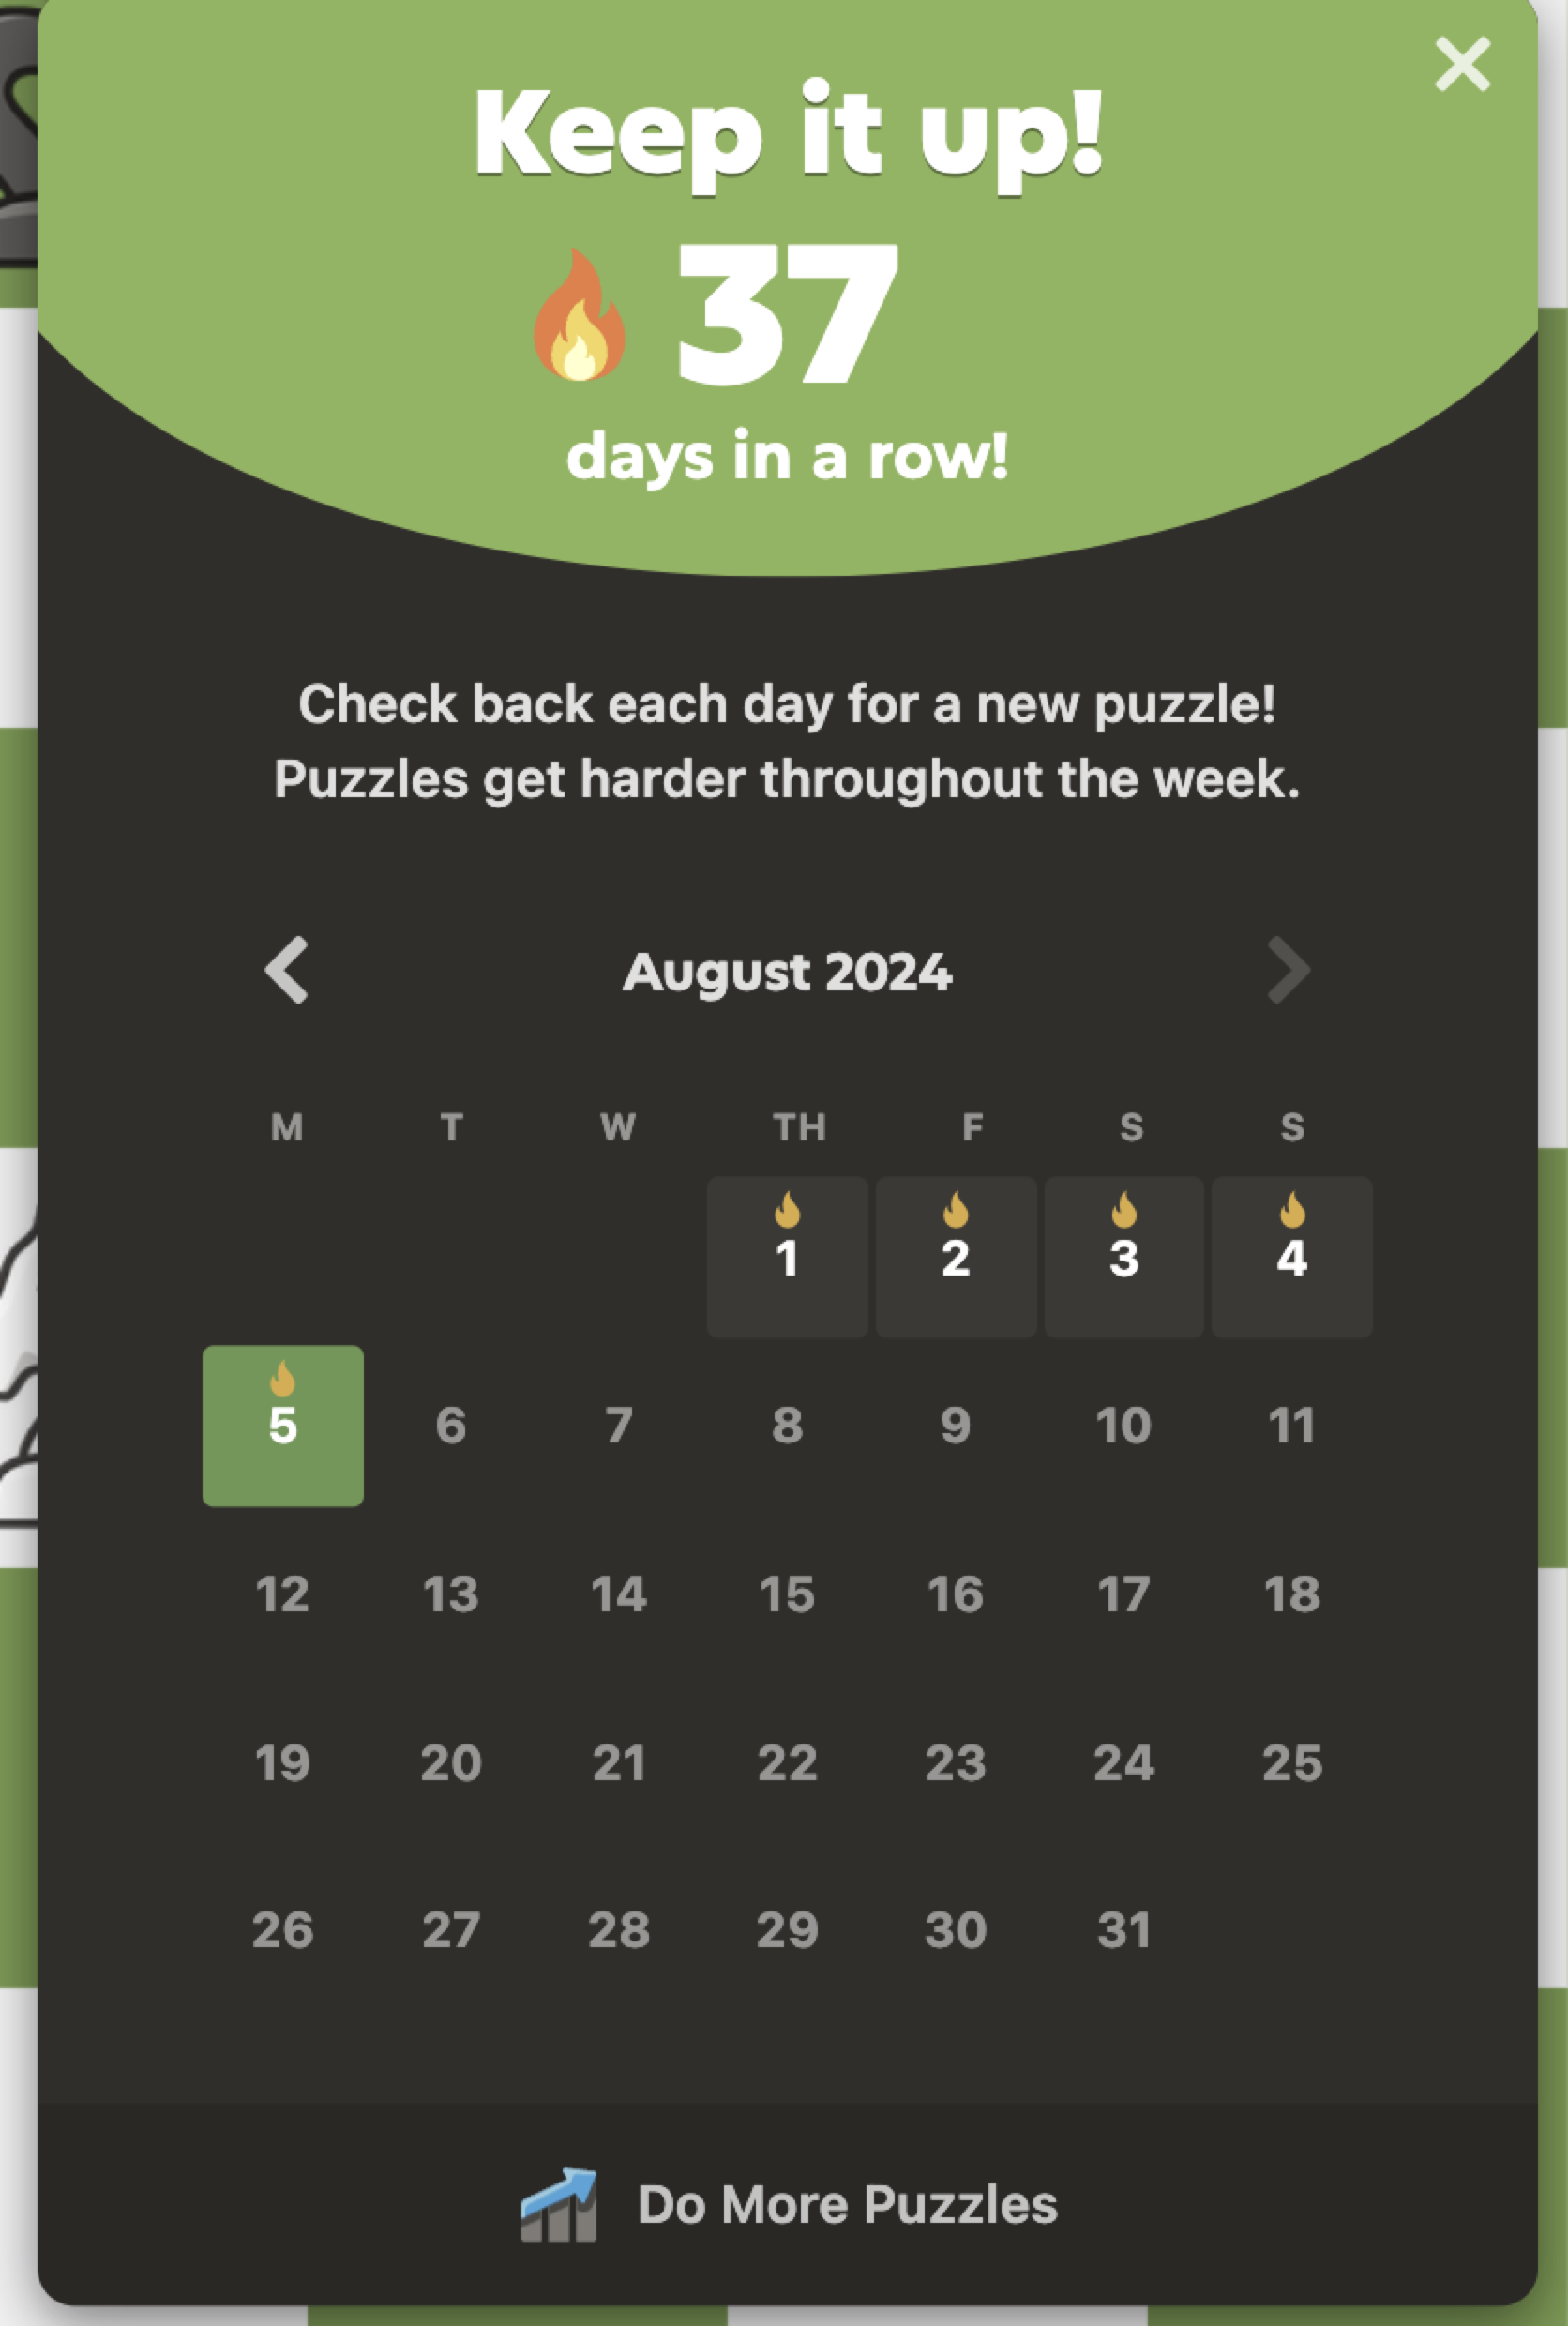 Keep it up!
37
days in a row!
Check back each day for a new puzzle!
Puzzles get harder throughout the week.
August 2024
M T W TH F S S
1 2 3 4
5 6 7 8 9 10 11
12 13 14 15 16 17 18
19 20 21 22 23 24 25
26 27 28 29 30 31
Do More Puzzles